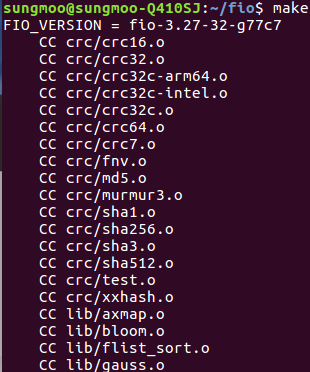 sungmoo@sungmoo-Q410SJ:~/fio$ make
FIO_VERSION = fio-3.27-32-g77c7
CC crc/crc16.o
CC crc/crc32.o
CC crc/crc32c-arm64.o
CC crc/crc32c-intel.o
CC crc/crc32c.o
CC crc/crc64.o
CC crc/crc7.o
CC crc/fnv.o
CC crc/md5.o
CC crc/murmur3.o
CC crc/sha1.o
CC crc/sha256.o
CC crc/sha3.o
CC crc/sha512.o
CC crc/test.o
CC crc/xxhash.o
CC lib/axmap.o
CC lib/bloom.o
CC lib/flist_sort.o
CC lib/gauss.o